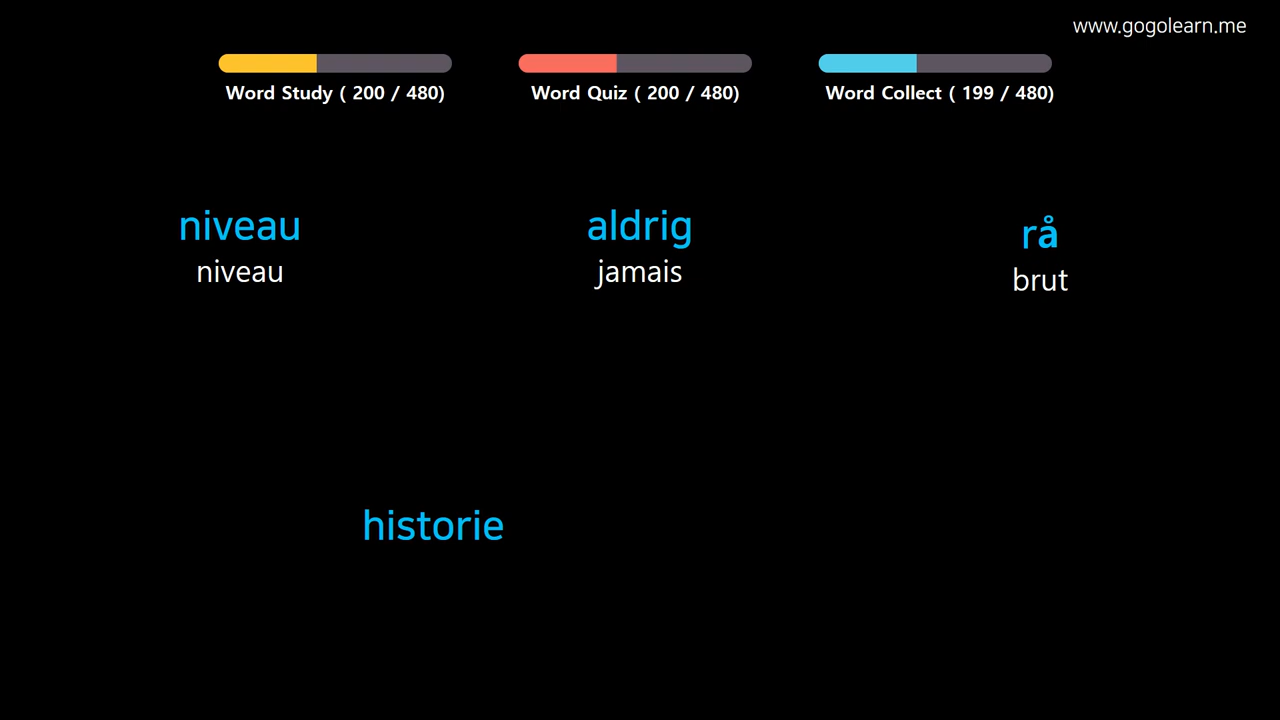 www.gogolearn.me
Word Study ( 200 / 480)
Word Quiz ( 200 / 480)
Word Collect ( 199 / 480)
niveau
niveau
aldrig
jamais
rå
brut
historie